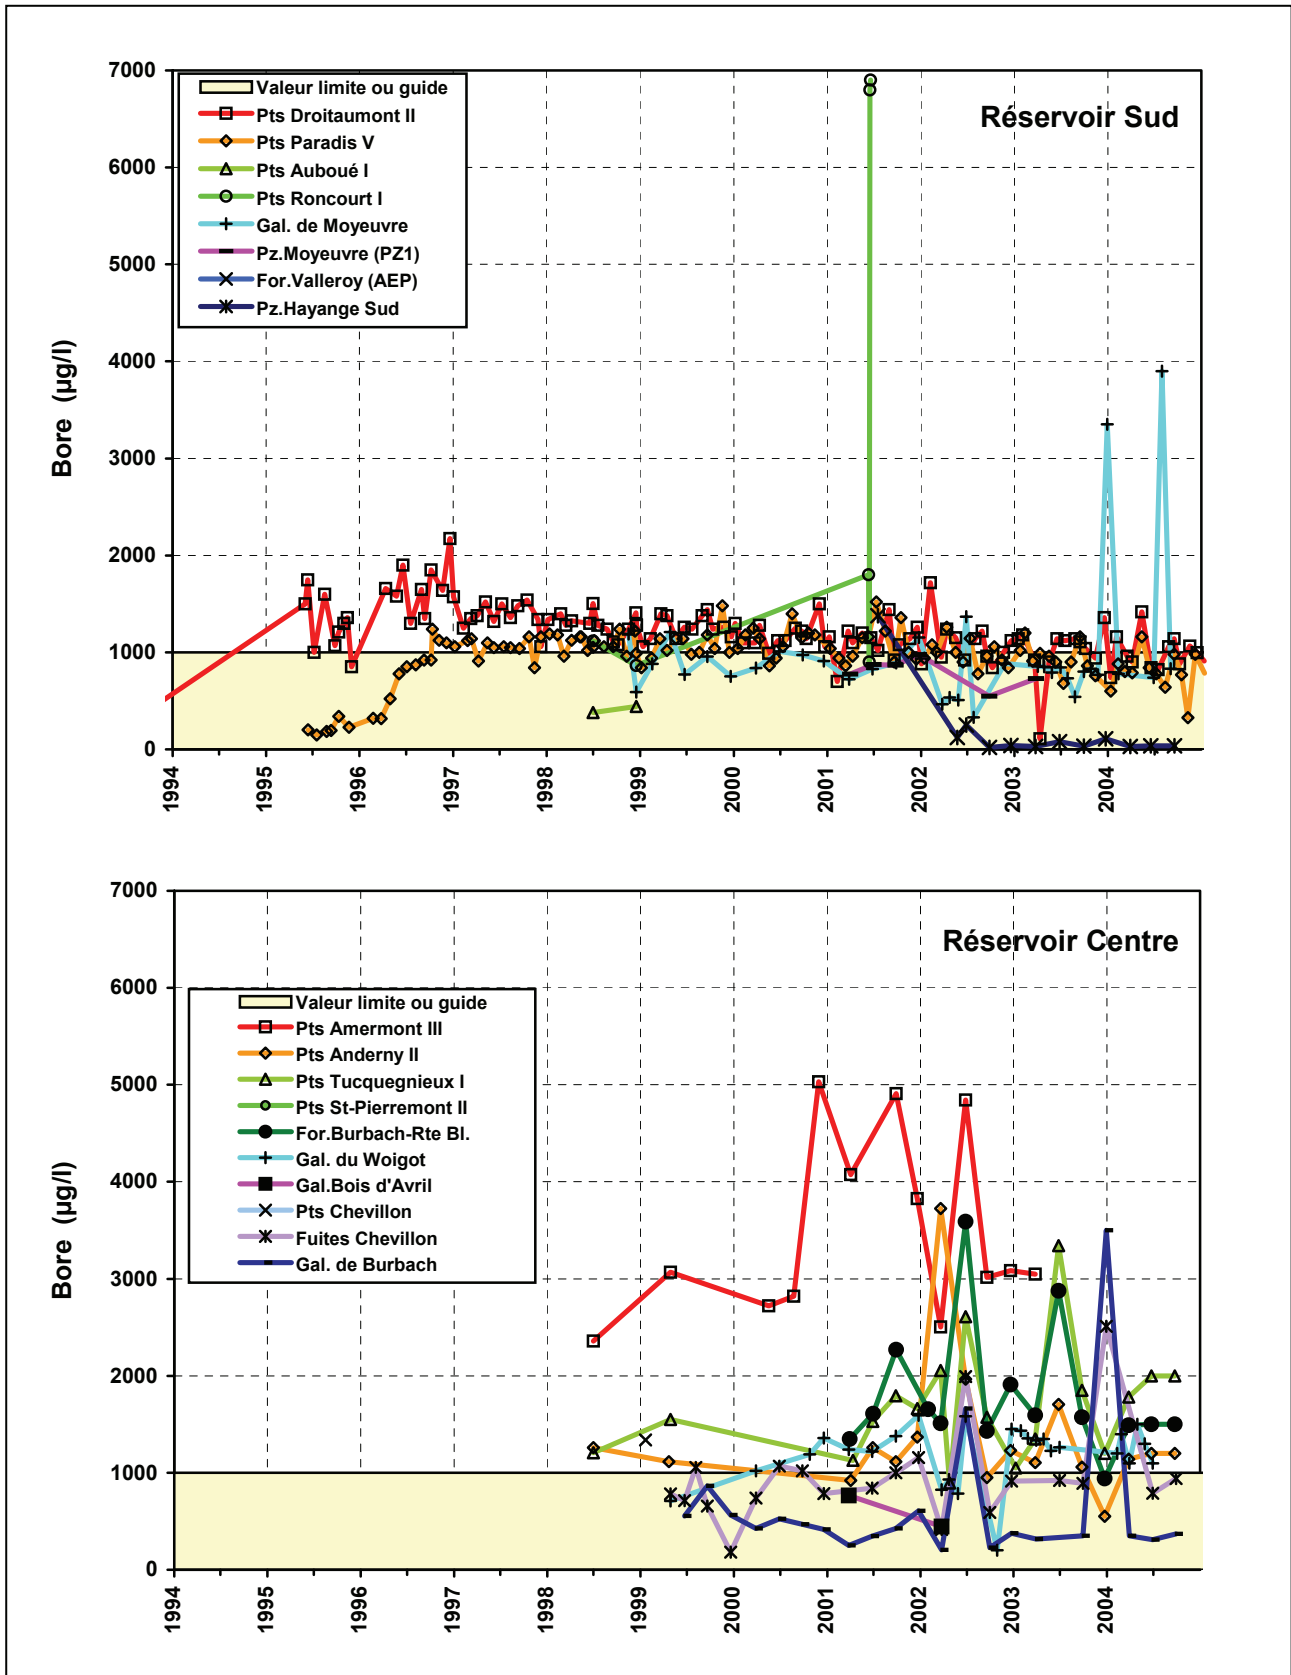 7000
6000
5000
4000
3000
2000
1000
0
Bore (µg/l)
Valeur limite ou guide
Pts Droitaumont II
Pts Paradis V
Pts Auboué I
Pts Roncourt I
Gal. de Moyeuvre
Pz.Moyeuvre (PZ1)
For.Valleroy (AEP)
Pz.Hayange Sud
Réservoir Sud
1994
1995
1996
1997
1998
1999
2000
2001
2002
2003
2004
7000
6000
5000
4000
3000
2000
1000
0
Bore (µg/l)
Réservoir Centre
Valeur limite ou guide
Pts Amermont III
Pts Anderny II
Pts Tucquegnieux I
Pts St-Pierremont II
For.Burbach-Rte Bl.
Gal. du Woigot
Gal.Bois d'Avril
Pts Chevillon
Fuites Chevillon
Gal. de Burbach
1994
1995
1996
1997
1998
1999
2000
2001
2002
2003
2004